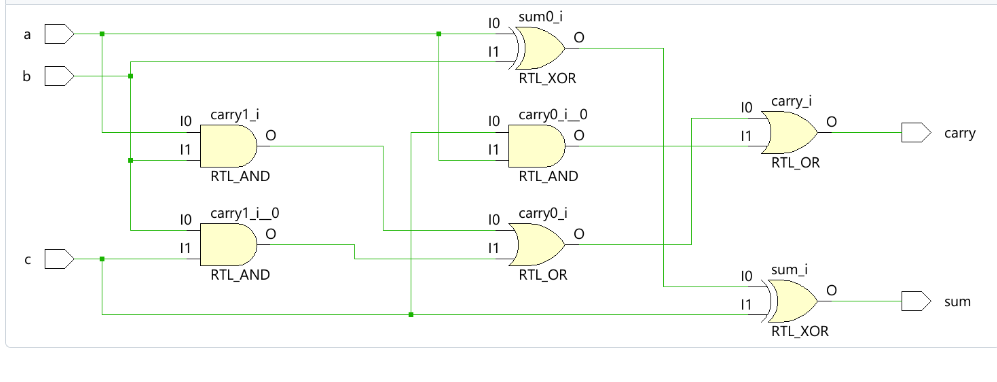 sum0_i
I0
a
O
I1
b
RTL_XOR
carry1_i
carry0_i__0
carry_i
I0
I0
I0
O
O
O
carry
I1
I1
I1
RTL_AND
RTL_AND
RTL_OR
carry1_i__0
carry0_i
I0
I0
O
O
I1
I1
c
RTL_AND
RTL_OR
sum_i
I0
O
sum
I1
RTL_XOR